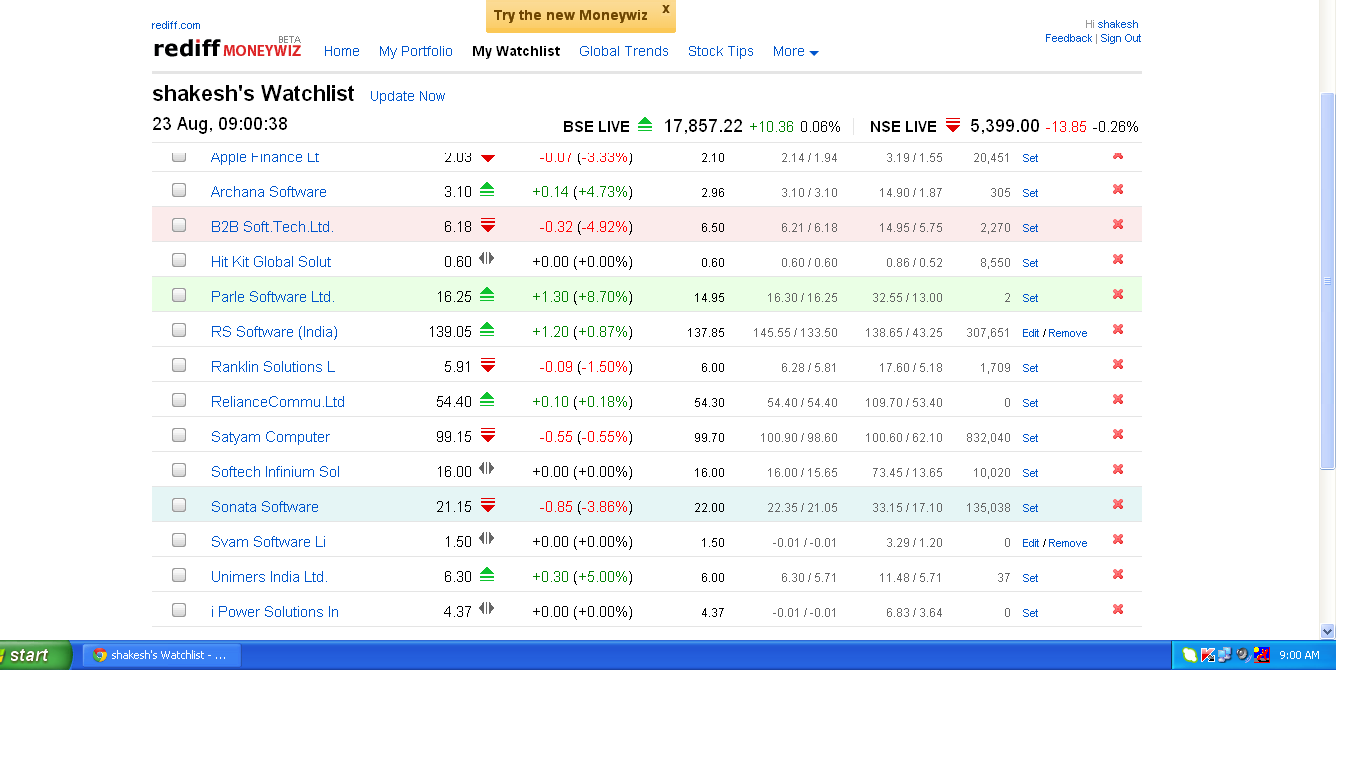 Try the new Moneywiz x
rediff.com
Hi shakesh
Feedback | Sign Out
rediff MONEYWIZ BETA
Home My Portfolio My Watchlist Global Trends Stock Tips More
shakesh's Watchlist Update Now
23 Aug, 09:00:38
BSE LIVE 17,857.22 +10.36 0.06% NSE LIVE 5,399.00 -13.85 -0.26%
Apple Finance Lt 2.03 -0.07 (-3.33%) 2.10 2.14 / 1.94 3.19 / 1.55 20,451 Set
Archana Software 3.10 +0.14 (+4.73%) 2.96 3.10 / 3.10 14.90 / 1.87 305 Set
B2B Soft.Tech.Ltd. 6.18 -0.32 (-4.92%) 6.50 6.21 / 6.18 14.95 / 5.75 2,270 Set
Hit Kit Global Solut 0.60 +0.00 (+0.00%) 0.60 0.60 / 0.60 0.86 / 0.52 8,550 Set
Parle Software Ltd. 16.25 +1.30 (+8.70%) 14.95 16.30 / 16.25 32.55 / 13.00 2 Set
RS Software (India) 139.05 +1.20 (+0.87%) 137.85 145.55 / 133.50 138.65 / 43.25 307,651 Edit / Remove
Ranklin Solutions L 5.91 -0.09 (-1.50%) 6.00 6.28 / 5.81 17.60 / 5.18 1,709 Set
RelianceCommu.Ltd 54.40 +0.10 (+0.18%) 54.30 54.40 / 54.40 109.70 / 53.40 0 Set
Satyam Computer 99.15 -0.55 (-0.55%) 99.70 100.90 / 98.60 100.60 / 62.10 832,040 Set
Softech Infinium Sol 16.00 +0.00 (+0.00%) 16.00 16.00 / 15.65 73.45 / 13.65 10,020 Set
Sonata Software 21.15 -0.85 (-3.86%) 22.00 22.35 / 21.05 33.15 / 17.10 135,038 Set
Svam Software Li 1.50 +0.00 (+0.00%) 1.50 -0.01 / -0.01 3.29 / 1.20 0 Edit / Remove
Unimers India Ltd. 6.30 +0.30 (+5.00%) 6.00 6.30 / 5.71 11.48 / 5.71 37 Set
i Power Solutions In 4.37 +0.00 (+0.00%) 4.37 -0.01 / -0.01 6.83 / 3.64 0 Set
start shakesh's Watchlist - ... 9:00 AM